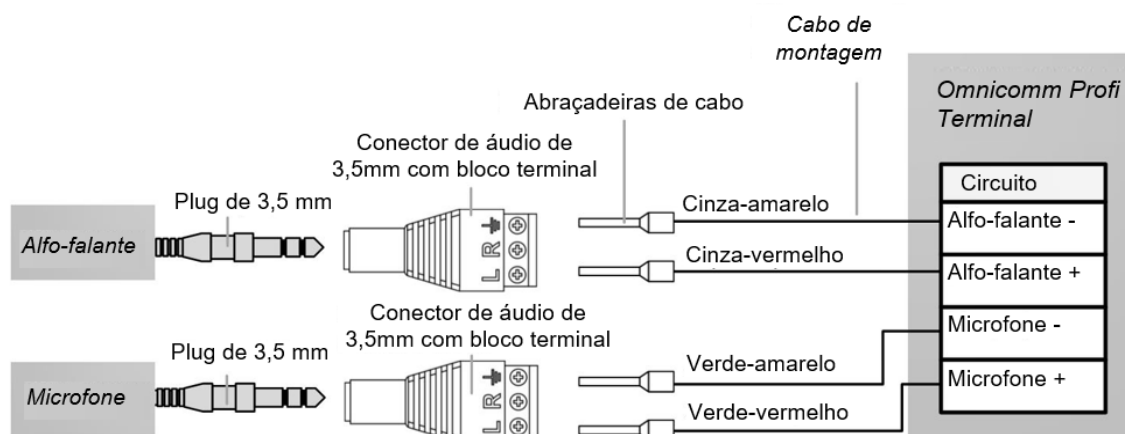 Cabo de
montagem
Omnicomm Profi
Terminal
Abraçadeiras de cabo
Conector de áudio de
3,5mm com bloco terminal
Plug de 3,5 mm
Alfo-falante
L R
Cinza-amarelo
Cinza-vermelho
Circuito
Alfo-falante -
Alfo-falante +
Microfone -
Microfone +
Conector de áudio de
3,5mm com bloco terminal
Plug de 3,5 mm
Microfone
L R
Verde-amarelo
Verde-vermelho